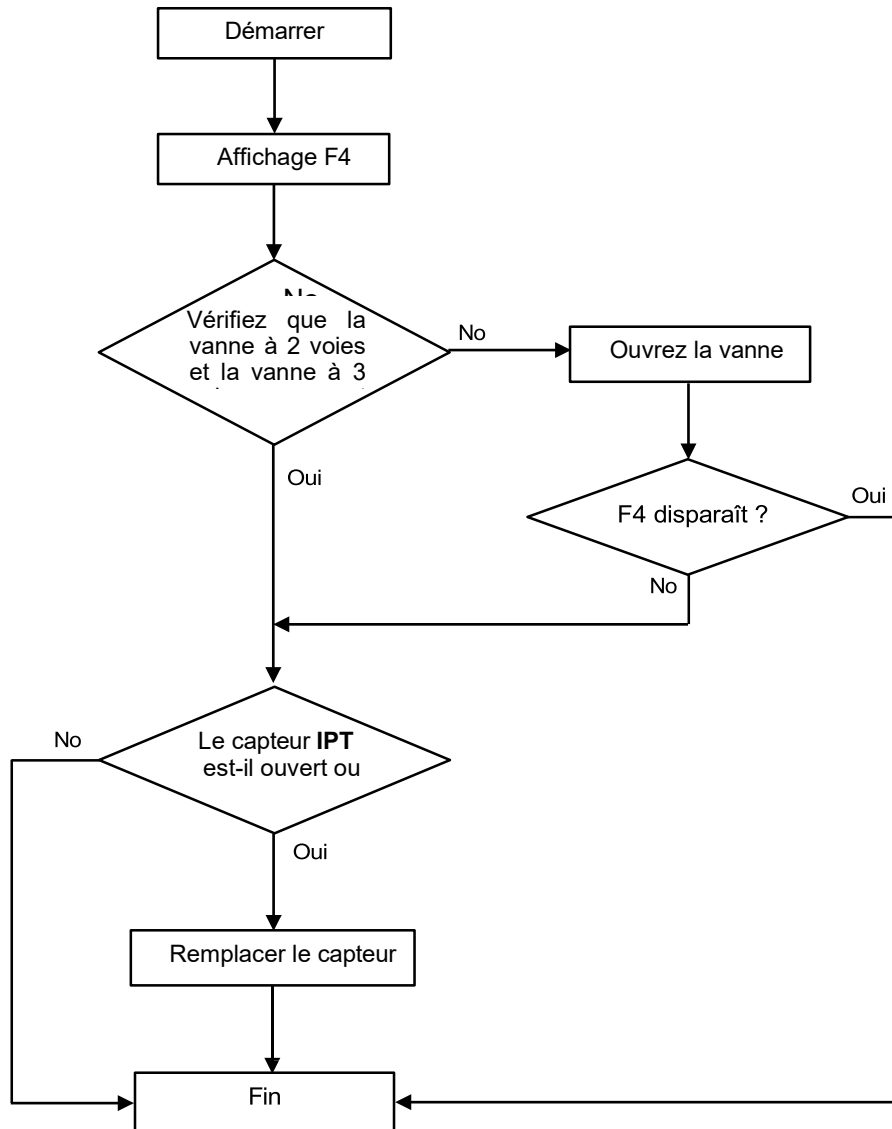 Démarrer
Affichage F4
Vérifiez que la
vanne à 2 voies
et la vanne à 3
No
Ouvrez la vanne
Oui
F4 disparaît ?
Oui
No
No
Le capteur IPT
est-il ouvert ou
Oui
Remplacer le capteur
Fin